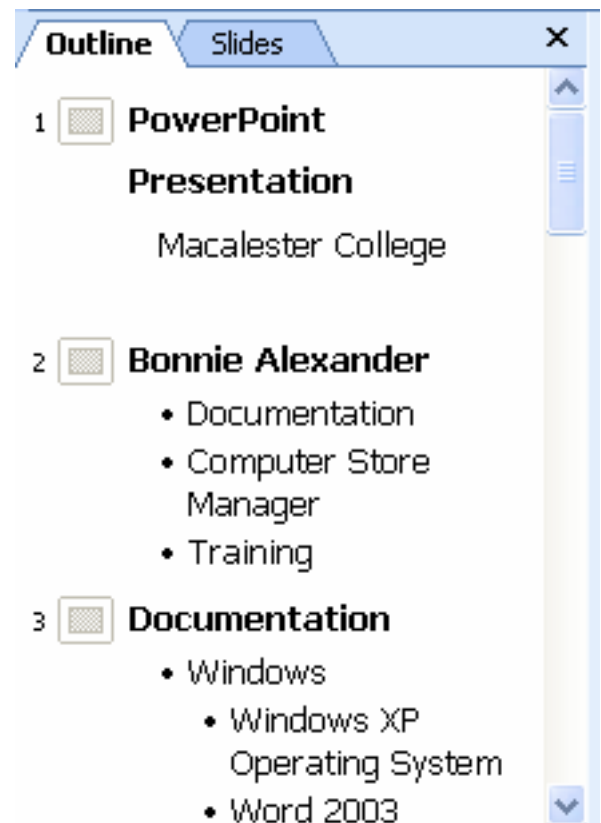 Outline Slides
1 PowerPoint
Presentation
Macalester College
2 Bonnie Alexander
• Documentation
• Computer Store
Manager
• Training
3 Documentation
• Windows
• Windows XP
Operating System
• Word 2003